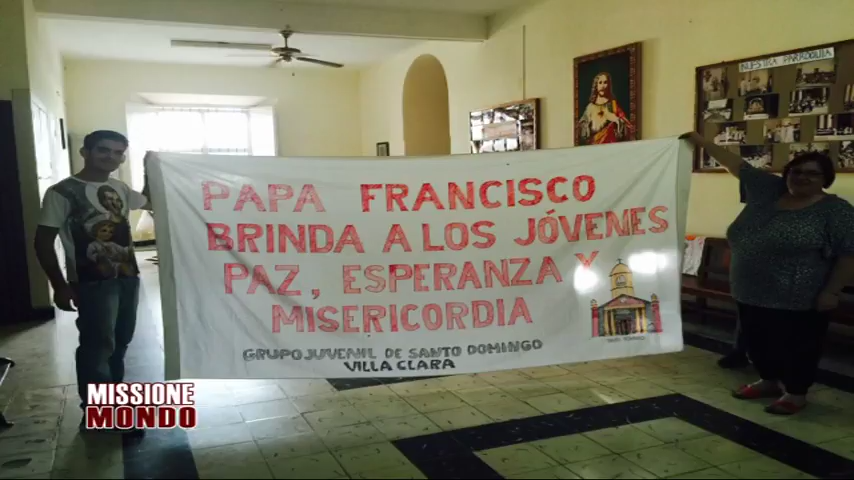 NUESTRA PARROQUIA
PAPA FRANCISCO
BRINDA A LOS JÓVENES
PAZ, ESPERANZA Y
MISERICORDIA
GRUPO JUVENIL DE SANTO DOMINGO
VILLA CLARA
MISSIONE
MONDO